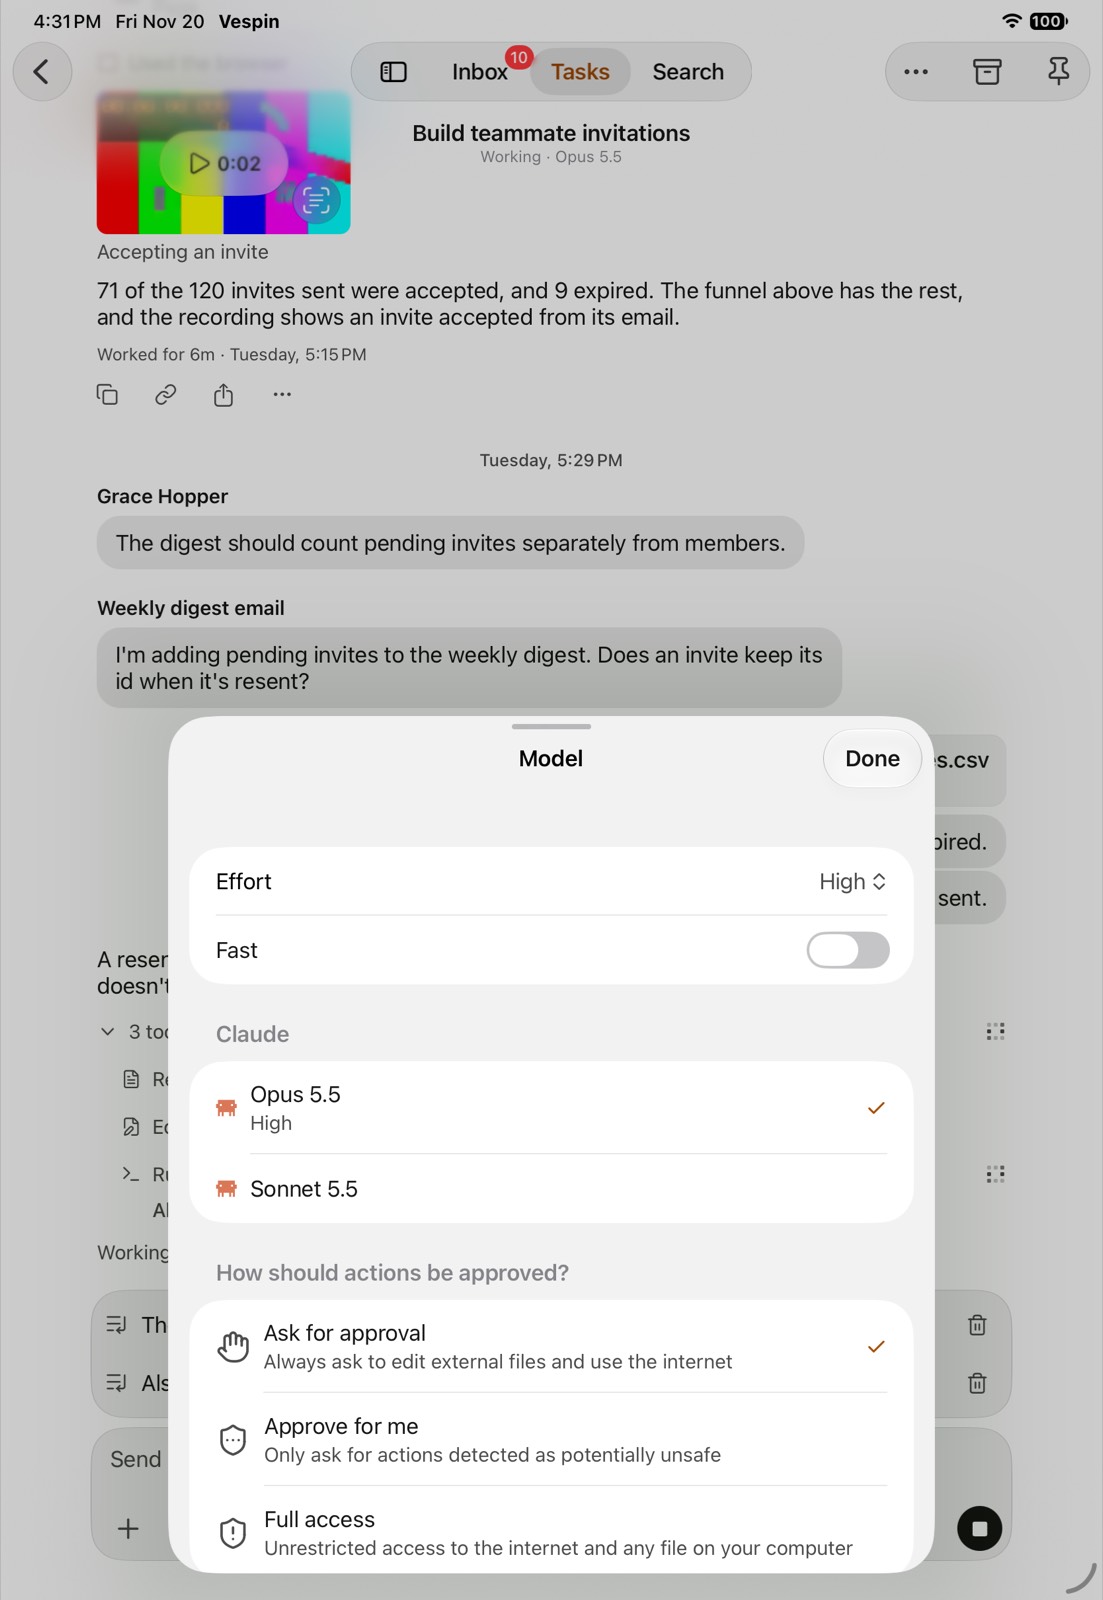 4:31 PM Fri Nov 20 Vespin
100
Inbox
10
Tasks
Search
Build teammate invitations
Working · Opus 5.5
0:02
Accepting an invite
71 of the 120 invites sent were accepted, and 9 expired. The funnel above has the rest,
and the recording shows an invite accepted from its email.
Worked for 6m · Tuesday, 5:15 PM
Tuesday, 5:29 PM
Grace Hopper
The digest should count pending invites separately from members.
Weekly digest email
I'm adding pending invites to the weekly digest. Does an invite keep its
id when it's resent?
s.csv
sent.
Model
Done
Effort
High
Fast
Claude
Opus 5.5
High
Sonnet 5.5
How should actions be approved?
Ask for approval
Always ask to edit external files and use the internet
Approve for me
Only ask for actions detected as potentially unsafe
Full access
Unrestricted access to the internet and any file on your computer
A
doesn't
3
Working
Send